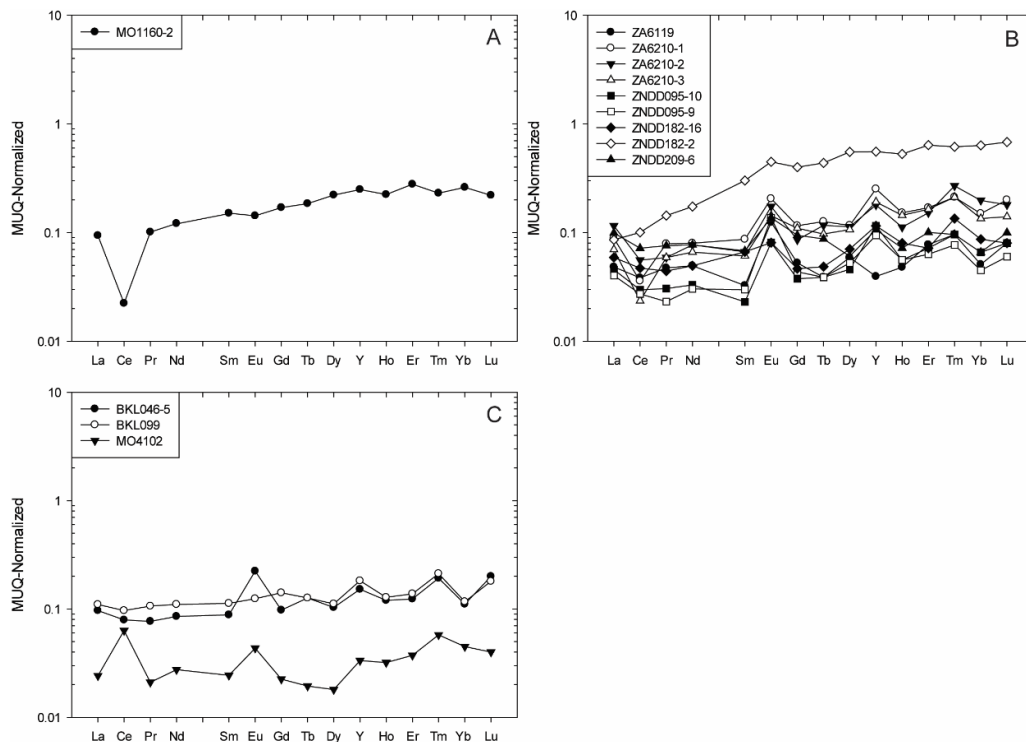 10
MO1160-2
A
1
MUQ-Normalized
0.1
0.01
La Ce Pr Nd Sm Eu Gd Tb Dy Y Ho Er Tm Yb Lu
10
ZA6119
B
ZA6210-1
ZA6210-2
ZA6210-3
ZNDD095-10
ZNDD095-9
ZNDD182-16
ZNDD182-2
ZNDD209-6
1
MUQ-Normalized
0.1
0.01
La Ce Pr Nd Sm Eu Gd Tb Dy Y Ho Er Tm Yb Lu
10
BKL046-5
C
BKL099
MO4102
1
MUQ-Normalized
0.1
0.01
La Ce Pr Nd Sm Eu Gd Tb Dy Y Ho Er Tm Yb Lu